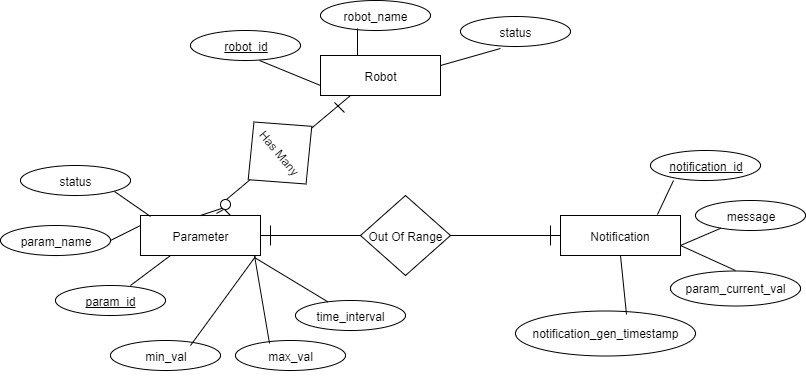 robot_name
status
robot_id
Robot
Has Many
notification_id
status
message
param_name
Parameter
Out Of Range
Notification
param_current_val
param_id
time_interval
notification_gen_timestamp
min_val
max_val